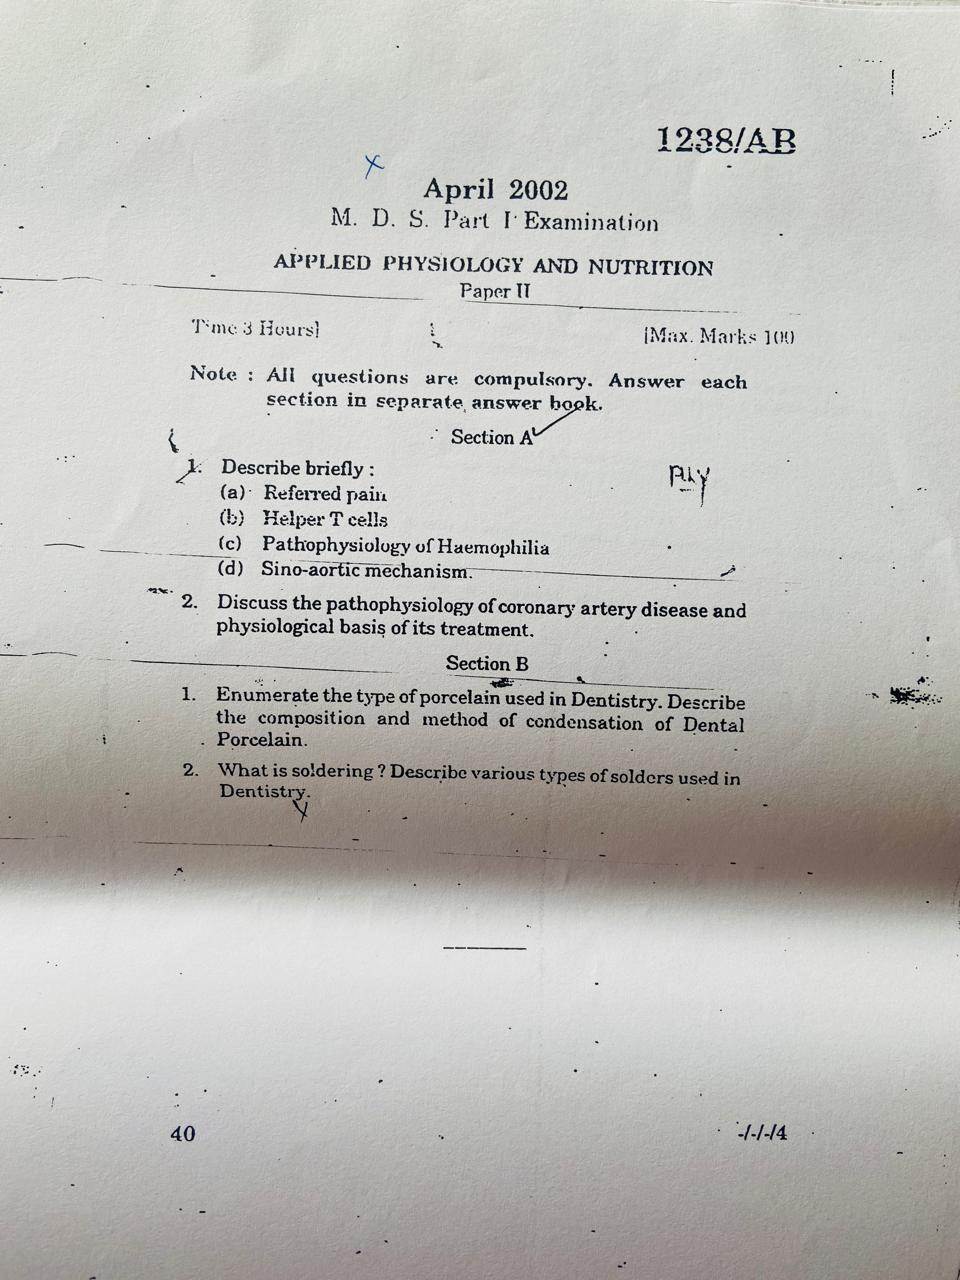 1238/AB
April 2002
M. D. S. Part I Examination
APPLIED PHYSIOLOGY AND NUTRITION
Paper II
Time 3 Hours]
[Max. Marks 100
Note : All questions are compulsory. Answer each
section in separate answer book.
Section A
1. Describe briefly :
PHY
(a) Referred pain
(b) Helper T cells
(c) Pathophysiology of Haemophilia
(d) Sino-aortic mechanism.
2. Discuss the pathophysiology of coronary artery disease and
physiological basis of its treatment.
Section B
1. Enumerate the type of porcelain used in Dentistry. Describe
the composition and method of condensation of Dental
Porcelain.
2. What is soldering ? Describe various types of solders used in
Dentistry.
40
-/-/-/4